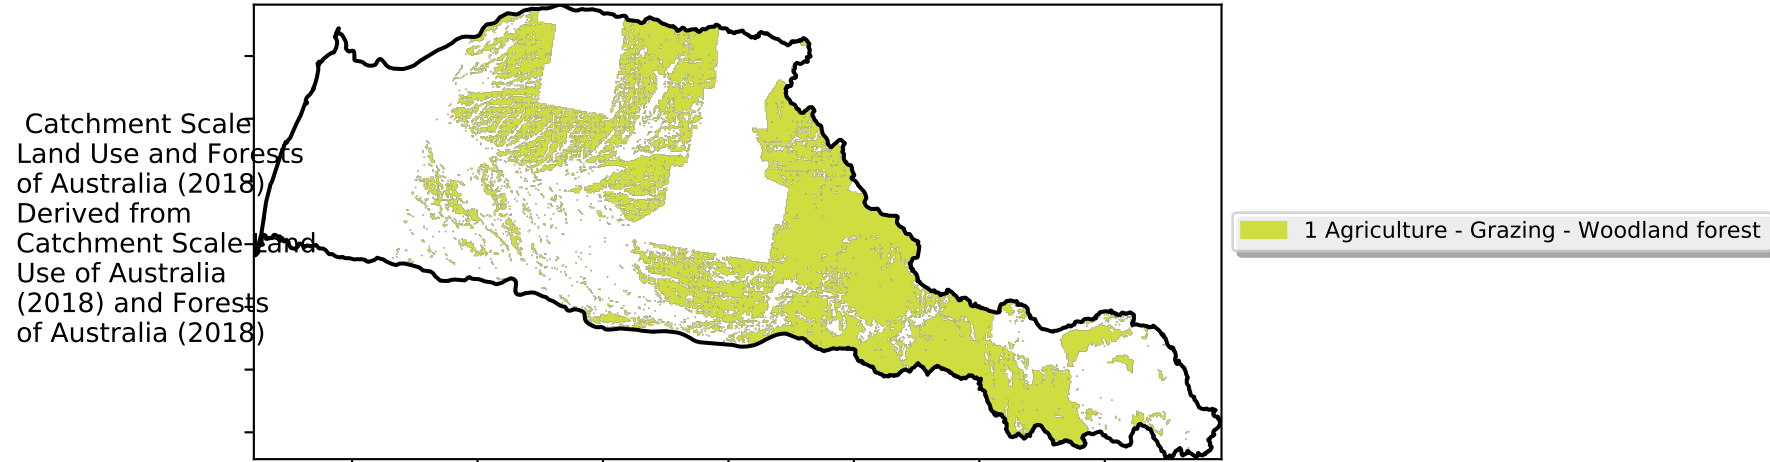 Catchment Scale
Land Use and Forests
of Australia (2018)
Derived from
Catchment Scale Land
Use of Australia
(2018) and Forests
of Australia (2018)
1 Agriculture - Grazing - Woodland forest